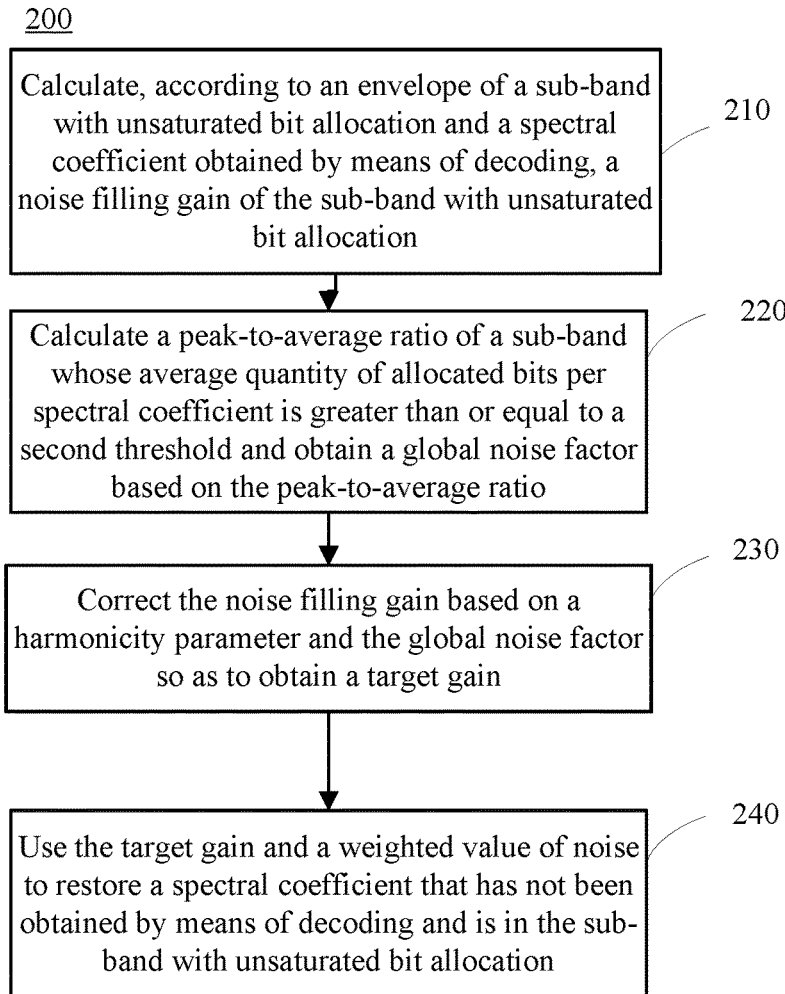 200
Calculate, according to an envelope of a sub-band
with unsaturated bit allocation and a spectral
coefficient obtained by means of decoding, a
noise filling gain of the sub-band with unsaturated
bit allocation
210
Calculate a peak-to-average ratio of a sub-band
whose average quantity of allocated bits per
spectral coefficient is greater than or equal to a
second threshold and obtain a global noise factor
based on the peak-to-average ratio
220
Correct the noise filling gain based on a
harmonicity parameter and the global noise factor
so as to obtain a target gain
230
Use the target gain and a weighted value of noise
to restore a spectral coefficient that has not been
obtained by means of decoding and is in the sub-
band with unsaturated bit allocation
240